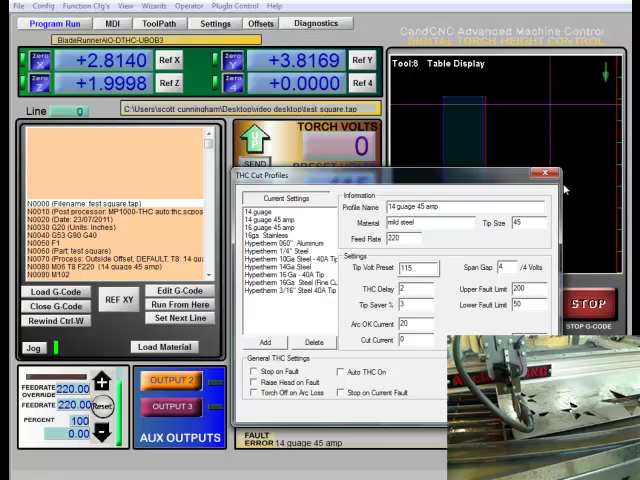 File Config Function Cfg's View Wizards Operator PlugIn Control Help
Program Run MDI ToolPath Settings Offsets Diagnostics
BladeRunnerAIO-DTHC-UBOB3
CandCNC Advanced Machine Control
DIGITAL TORCH HEIGHT CONTROL
Zero X +2.8140 Ref X Zero Y +3.8169 Ref Y
Zero Z +1.9998 Ref Z Zero 4 +0.0000 Ref 4
Tool:8 Table Display
Line 0 C:\Users\scott cunningham\Desktop\video desktop\test square.tap
UP SEND
TORCH VOLTS
0
N0000 (Filename: test square.tap)
N0010 (Post processor: MP1000-THC auto thc.scpos
N0020 (Date: 23/07/2011)
N0030 G20 (Units: Inches)
N0040 G53 G90 G40
N0050 F1
N0060 (Part: test square)
N0070 (Process: Outside Offset, DEFAULT, T8: 14 g
N0080 M06 T8 F220 (14 guage 45 amp)
N0100 M102
Load G-Code
Close G-Code
Rewind Ctrl-W
REF XY
Edit G-Code
Run From Here
Set Next Line
Jog
Load Material
THC Cut Profiles
Current Settings
14 guage
14 guage 45 amp
16 guage 45 amp
16ga Stainless
Hypertherm 060" Aluminum
Hypertherm 1/4" Steel
Hypertherm 10Ga Steel - 40A Tip
Hypertherm 14Ga Steel
Hypertherm 16 Ga - 40A Tip
Hypertherm 16Ga Steel (Fine Cu
Hypertherm 3/16" Steel 40A Tip
Add Delete
Information
Profile Name 14 guage 45 amp
Material mild steel Tip Size 45
Feed Rate 220
Settings
Tip Volt Preset 115 Span Gap 4 /4 Volts
THC Delay 2 Upper Fault Limit 200
Tip Saver % 3 Lower Fault Limit 50
Arc OK Current 20
Cut Current 0
General THC Settings
Stop on Fault Auto THC On
Raise Head on Fault
Torch Off on Arc Loss Stop on Current Fault
STOP
STOP G-CODE
FEEDRATE 220.00
OVERRIDE
FEEDRATE 220.00
PERCENT 100
0.00
Reset
OUTPUT 2
OUTPUT 3
AUX OUTPUTS
FAULT
ERROR 14 guage 45 amp